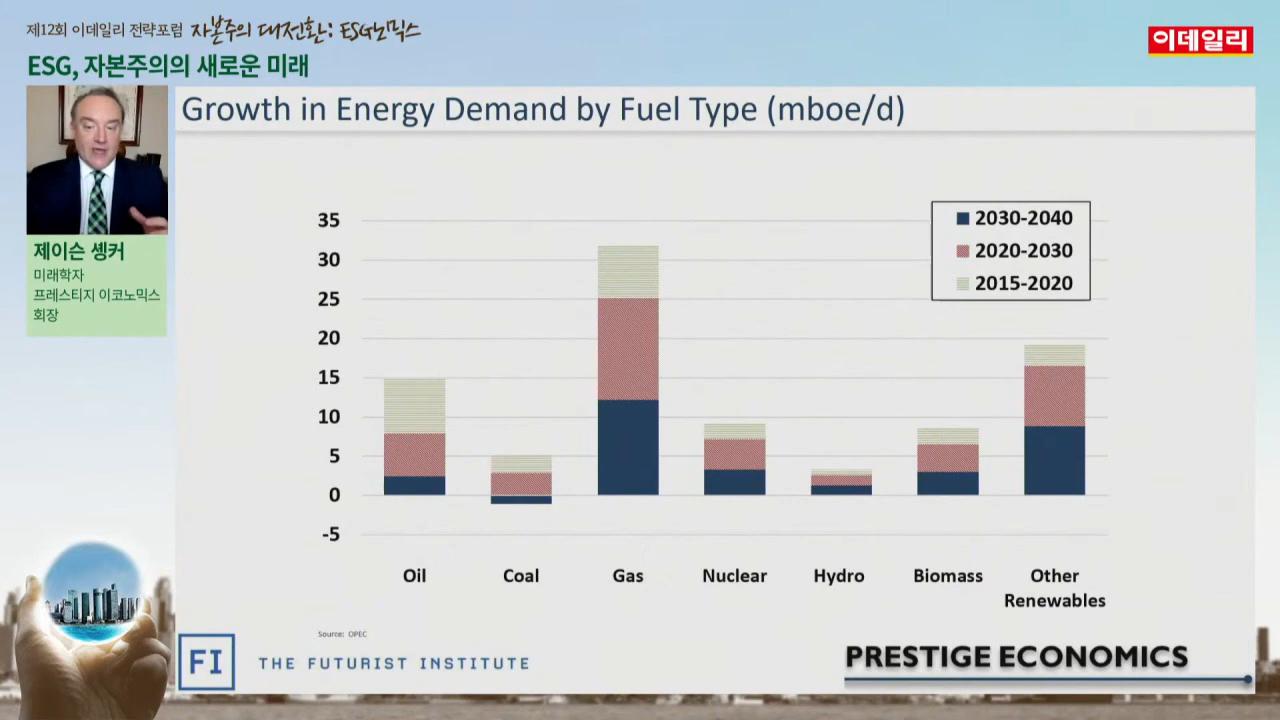 제12회 이데일리 전략포럼 자본주의 대전환: ESG노믹스
이데일리
ESG, 자본주의의 새로운 미래
Growth in Energy Demand by Fuel Type (mboe/d)
제이슨 솅커
미래학자
프레스티지 이코노믹스
회장
35
30
25
20
15
10
5
0
-5
2030-2040
2020-2030
2015-2020
Oil
Coal
Gas
Nuclear
Hydro
Biomass
Other
Renewables
Source: OPEC
FI
THE FUTURIST INSTITUTE
PRESTIGE ECONOMICS